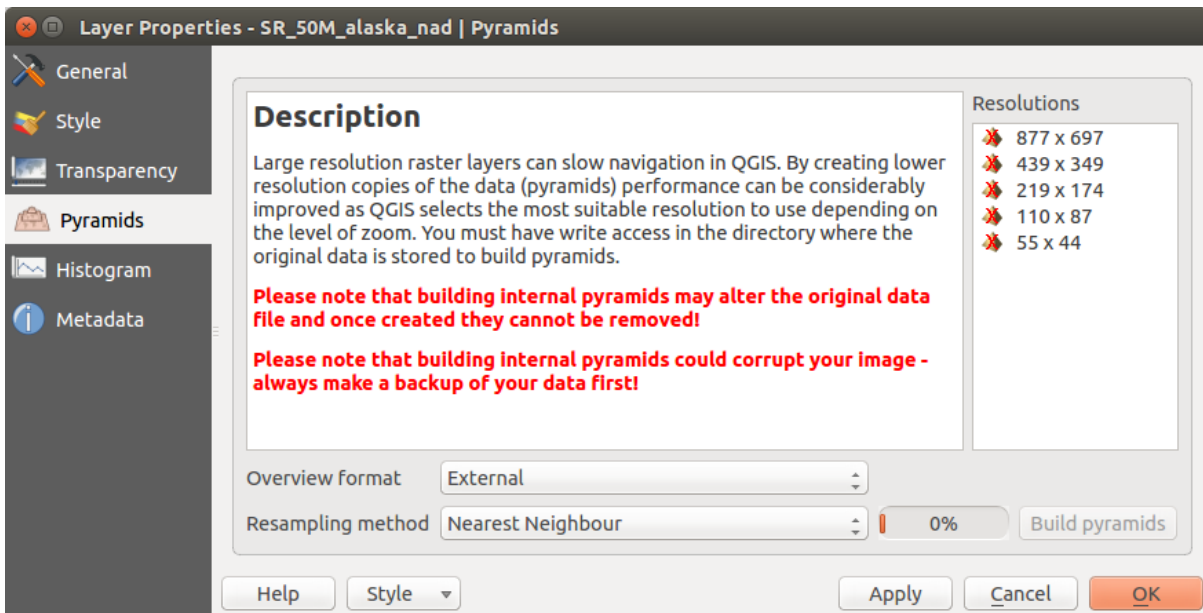 Layer Properties - SR_50M_alaska_nad | Pyramids
General
Style
Transparency
Pyramids
Histogram
Metadata
Description
Large resolution raster layers can slow navigation in QGIS. By creating lower
resolution copies of the data (pyramids) performance can be considerably
improved as QGIS selects the most suitable resolution to use depending on
the level of zoom. You must have write access in the directory where the
original data is stored to build pyramids.
Please note that building internal pyramids may alter the original data
file and once created they cannot be removed!
Please note that building internal pyramids could corrupt your image -
always make a backup of your data first!
Resolutions
877 x 697
439 x 349
219 x 174
110 x 87
55 x 44
Overview format
External
Resampling method
Nearest Neighbour
0%
Build pyramids
Help
Style
Apply
Cancel
OK